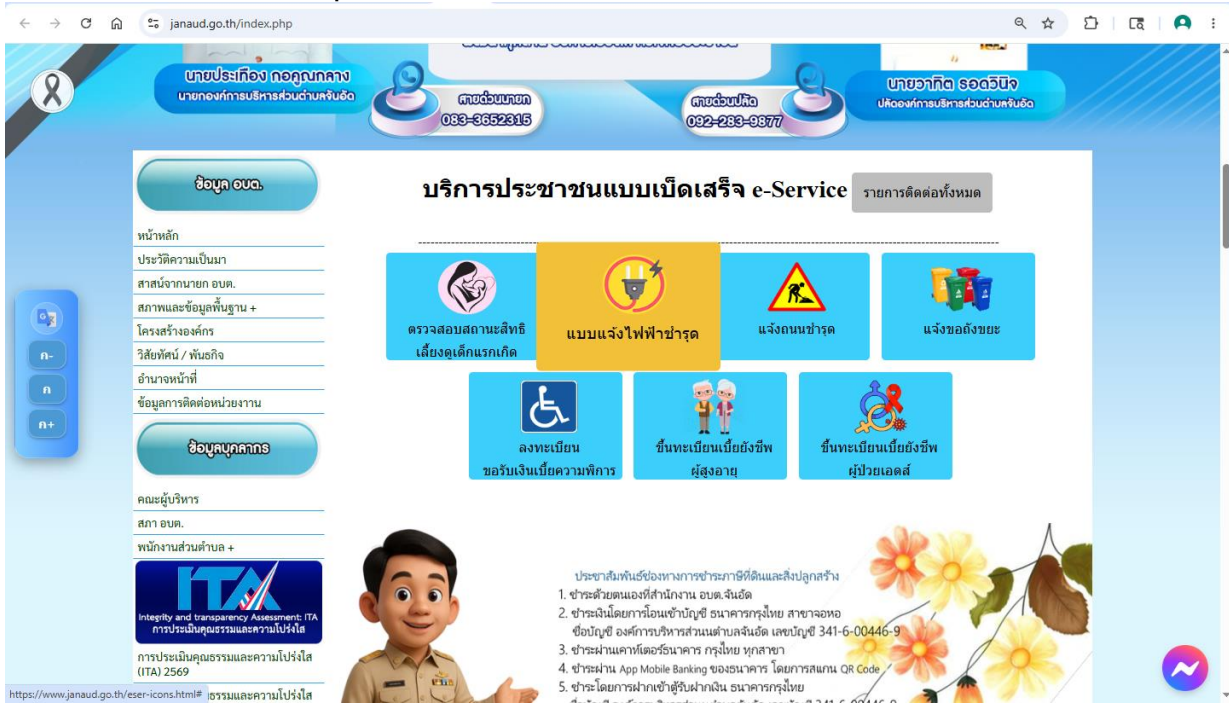 janaud.go.th/index.php
นายประเทือง กอคูณกลาง
นายกองค์การบริหารส่วนตำบลจันอัด
สายด่วนนายก
083-3652315
สายด่วนปลัด
092-283-9877
นายวาทิต รอดวินิจ
ปลัดองค์การบริหารส่วนตำบลจันอัด
ก-
ก
ก+
ข้อมูล อบต.
หน้าหลัก
ประวัติความเป็นมา
สาสน์จากนายก อบต.
สภาพและข้อมูลพื้นฐาน +
โครงสร้างองค์กร
วิสัยทัศน์ / พันธกิจ
อำนาจหน้าที่
ข้อมูลการติดต่อหน่วยงาาน
ข้อมูลบุคลากร
คณะผู้บริหาร
สภา อบต.
พนักงานส่วนตำบล +
ITA
Integrity and transparency Assessment: ITA
การประเมินคุณธรรมและความโปร่งใส
การประเมินคุณธรรมและความโปร่งใส
(ITA) 2569
ธรรมและความโปร่งใส
https://www.janaud.go.th/eser-icons.html#
บริการประชาชนแบบเบ็ดเสร็จ e-Service
รายการติดต่อทั้งหมด
ตรวจสอบสถานะสิทธิ
เลี้ยงดูเด็กแรกเกิด
แบบแจ้งไฟฟ้าชำรุด
แจ้งถนนชำรุด
แจ้งขอถังขยะ
ลงทะเบียน
ขอรับเงินเบี้ยความพิการ
ขึ้นทะเบียนเบี้ยยังชีพ
ผู้สูงอายุ
ขึ้นทะเบียนเบี้ยยังชีพ
ผู้ป่วยเอดส์
ประชาสัมพันธ์ช่องทางการชำระภาษีที่ดินและสิ่งปลูกสร้าง
1. ชำระด้วยตนเองที่สำนักงาน อบต.จันอัด
2. ชำระเงินโดยการโอนเข้าบัญชี ธนาคารกรุงไทย สาขาจอหอ
ชื่อบัญชี องค์การบริหารส่วนนตำบลจันอัด เลขบัญชี 341-6-00446-9
3. ชำระผ่านเคาท์เตอร์ธนาคาร กรุงไทย ทุกสาขา
4. ชำระผ่าน App Mobile Banking ของธนาคาร โดยการสแกน QR Code
5. ชำระโดยการฝากเข้าตู้รับฝากเงิน ธนาคารกรุงไทย